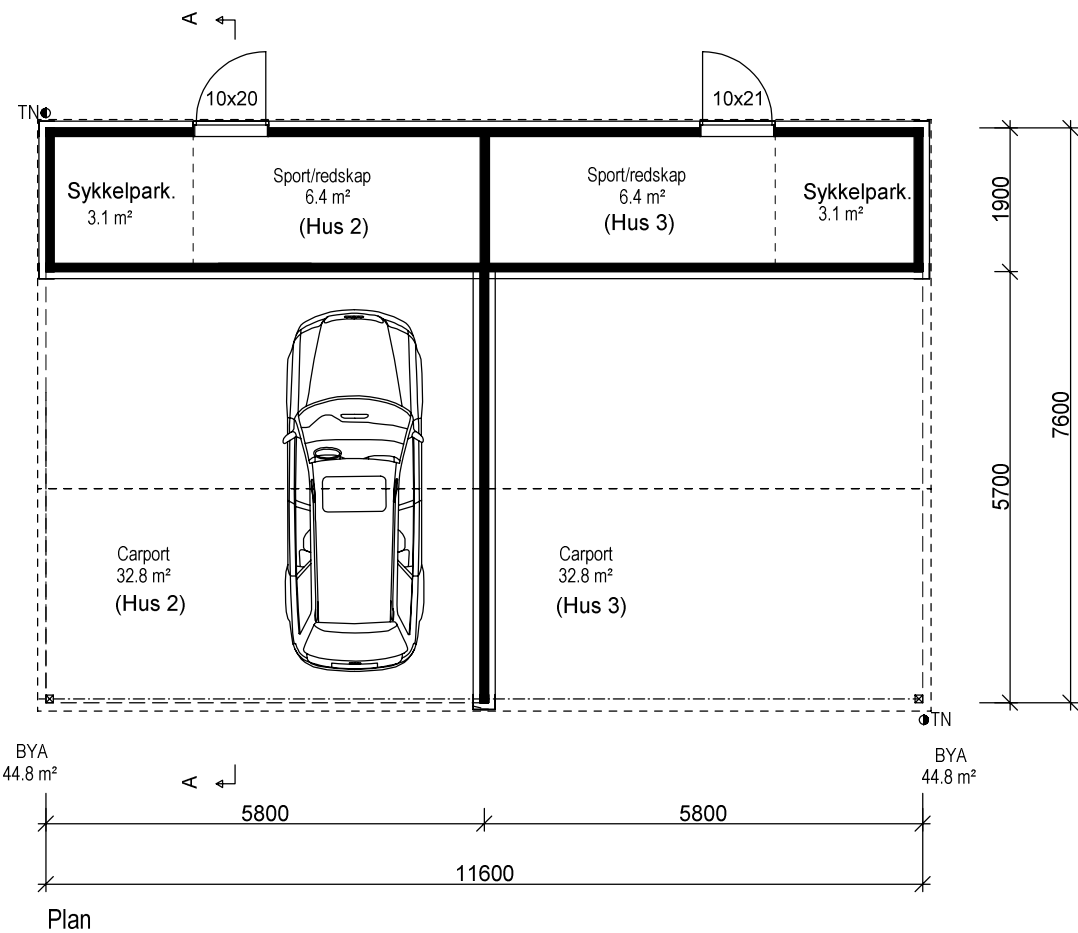 A
10x20
10x21
TN
Sykkelpark.
3.1 m²
Sport/redskap
6.4 m²
(Hus 2)
Sport/redskap
6.4 m²
(Hus 3)
Sykkelpark.
3.1 m²
1900
7600
5700
Carport
32.8 m²
(Hus 2)
Carport
32.8 m²
(Hus 3)
TN
BYA
44.8 m²
A
BYA
44.8 m²
5800
5800
11600
Plan